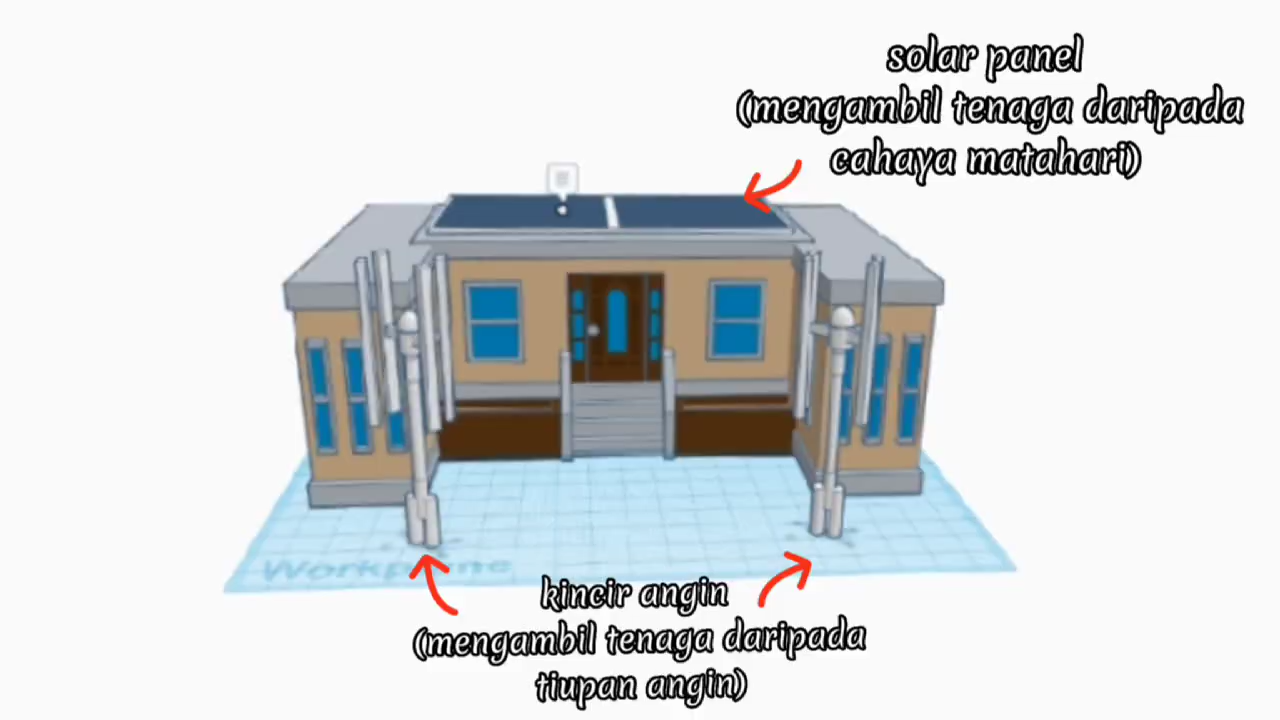 solar panel
(mengambil tenaga daripada
cahaya matahari)
Workplane
kincir angin
(mengambil tenaga daripada
tiupan angin)